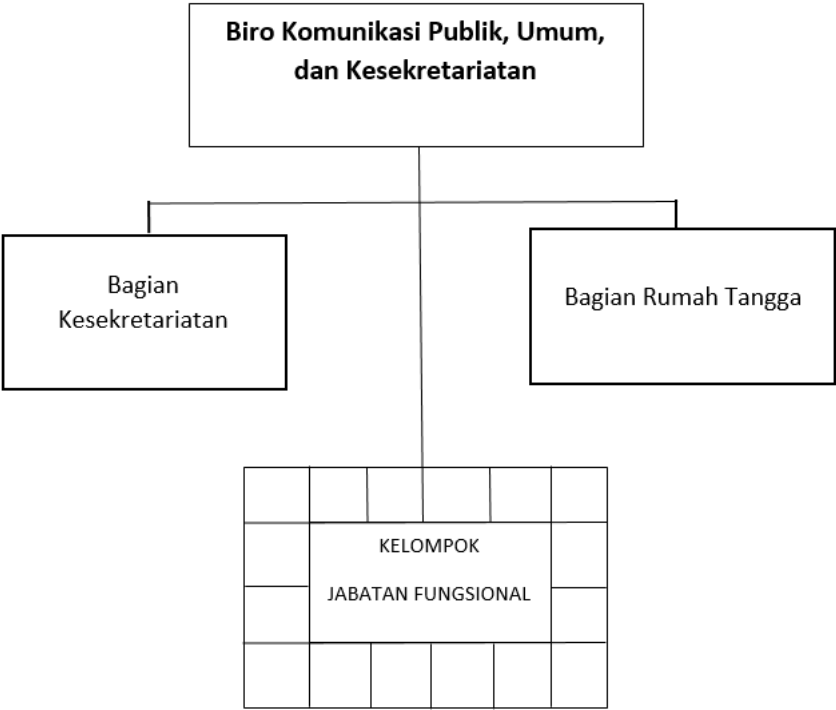 Biro Komunikasi Publik, Umum,
dan Kesekretariatan
Bagian
Kesekretariatan
Bagian Rumah Tangga
KELOMPOK
JABATAN FUNGSIONAL